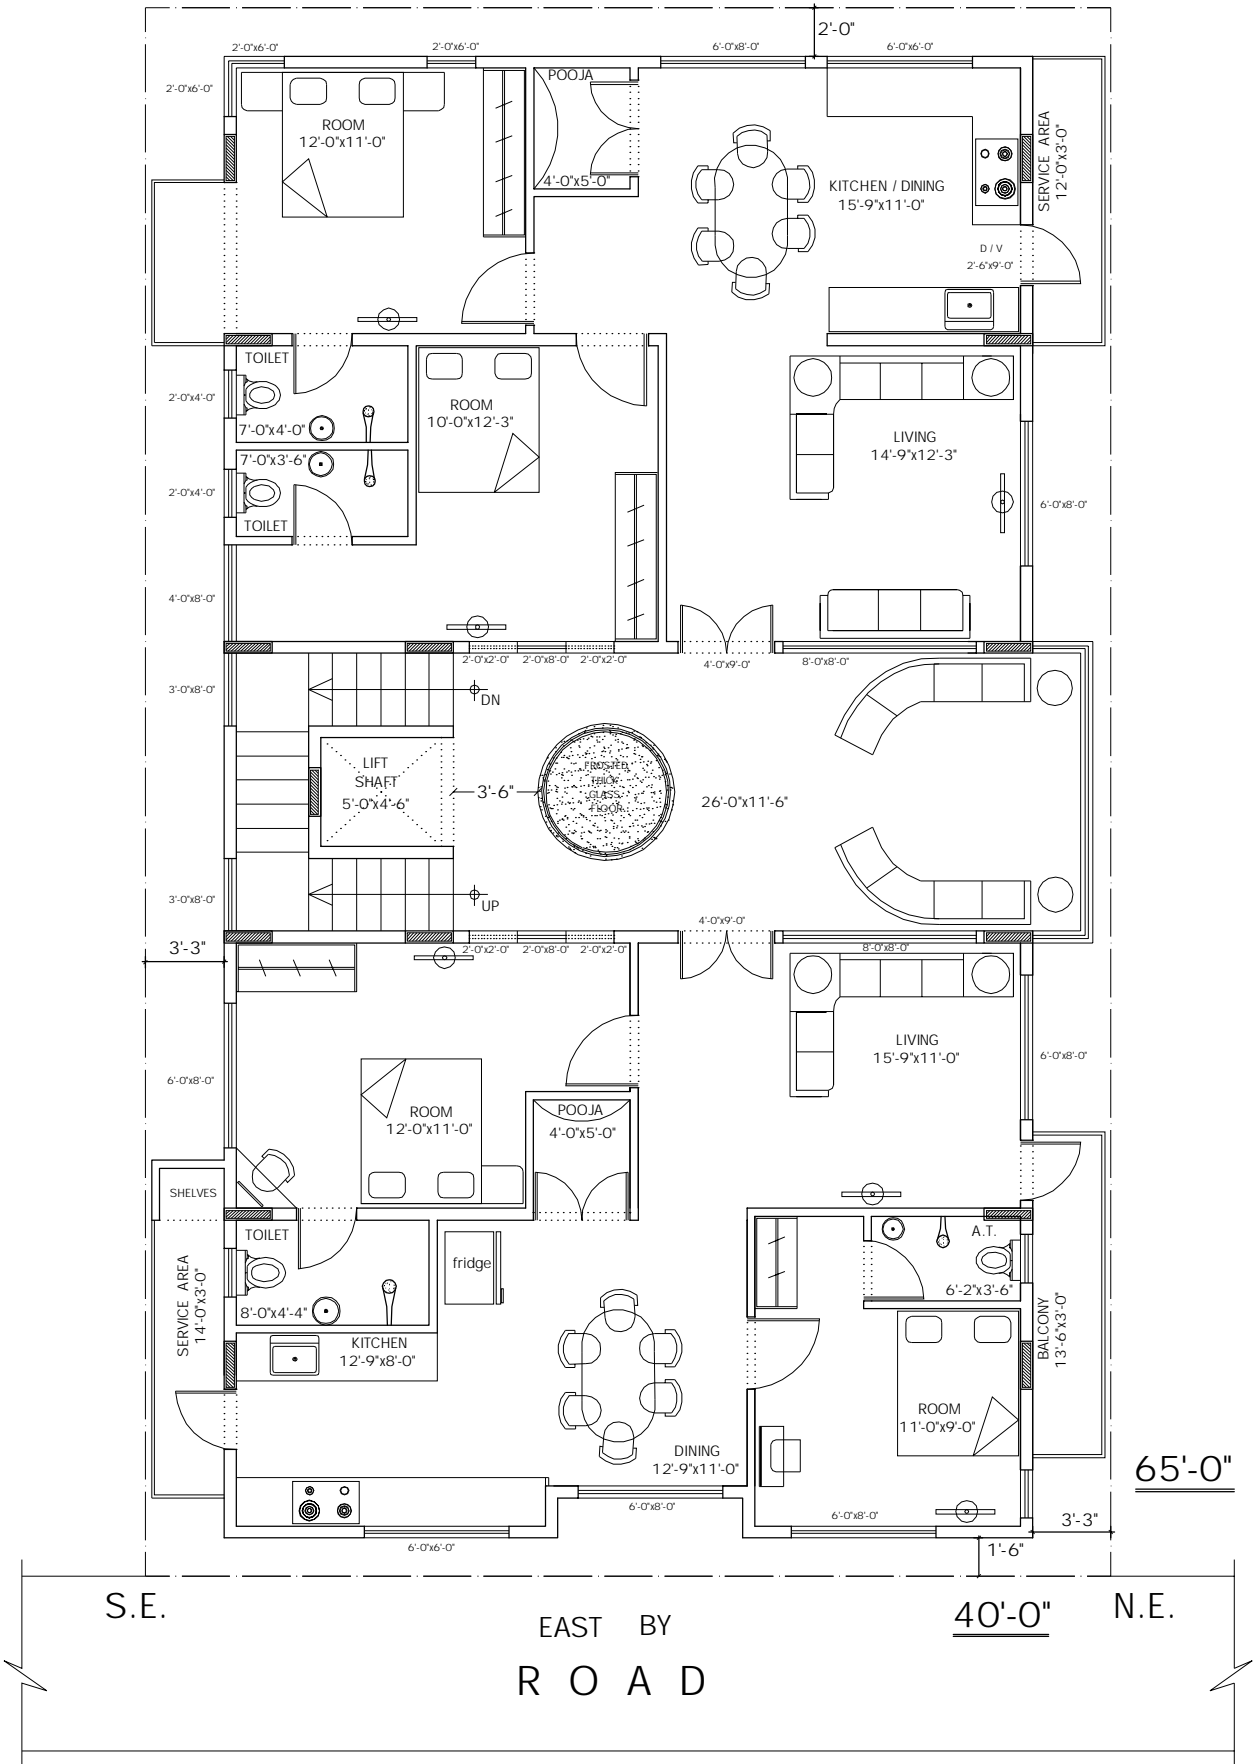 2'-0"
2'-0"x6'-0"
2'-0"x6'-0"
6'-0"x8'-0"
6'-0"x6'-0"
2'-0"x6'-0"
POOJA
4'-0"x5'-0"
ROOM
12'-0"x11'-0"
KITCHEN / DINING
15'-9"x11'-0"
SERVICE AREA
12'-0"x3'-0"
D / V
2'-6"x9'-0"
TOILET
7'-0"x4'-0"
2'-0"x4'-0"
7'-0"x3'-6"
TOILET
2'-0"x4'-0"
ROOM
10'-0"x12'-3"
LIVING
14'-9"x12'-3"
6'-0"x8'-0"
4'-0"x8'-0"
2'-0"x2'-0"
2'-0"x8'-0"
2'-0"x2'-0"
4'-0"x9'-0"
8'-0"x8'-0"
3'-0"x8'-0"
DN
LIFT
SHAFT
5'-0"x4'-6"
3'-6"
FROSTED
THICK
GLASS
FLOOR
26'-0"x11'-6"
3'-0"x8'-0"
UP
4'-0"x9'-0"
3'-3"
2'-0"x2'-0"
2'-0"x8'-0"
2'-0"x2'-0"
8'-0"x8'-0"
LIVING
15'-9"x11'-0"
6'-0"x8'-0"
6'-0"x8'-0"
ROOM
12'-0"x11'-0"
POOJA
4'-0"x5'-0"
SHELVES
TOILET
8'-0"x4'-4"
fridge
A.T.
6'-2"x3'-6"
SERVICE AREA
14'-0"x3'-0"
KITCHEN
12'-9"x8'-0"
BALCONY
13'-6"x3'-0"
ROOM
11'-0"x9'-0"
DINING
12'-9"x11'-0"
65'-0"
6'-0"x8'-0"
6'-0"x8'-0"
3'-3"
6'-0"x6'-0"
1'-6"
S.E.
40'-0"
N.E.
EAST BY
ROAD